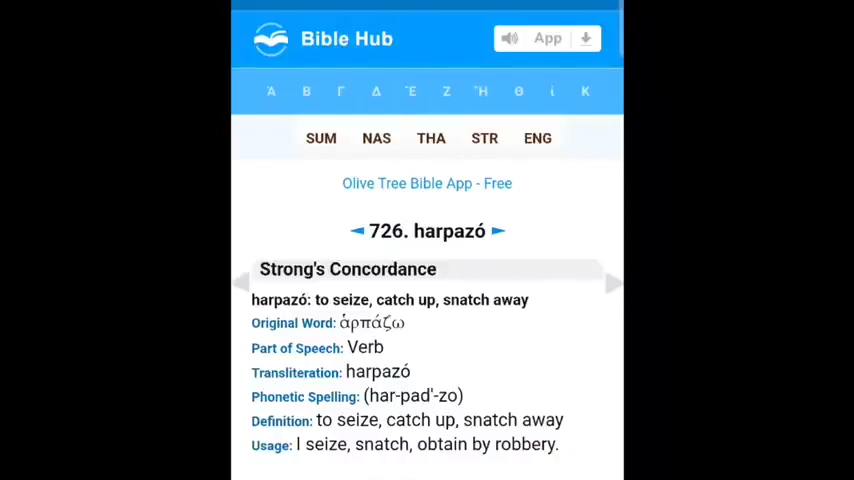 Bible Hub
App
Ἀ Β Γ Δ Ἐ Ζ Ἡ Θ ἰ Κ
SUM NAS THA STR ENG
Olive Tree Bible App - Free
◄ 726. harpazó ►
Strong's Concordance
harpazó: to seize, catch up, snatch away
Original Word: ἁρπάζω
Part of Speech: Verb
Transliteration: harpazó
Phonetic Spelling: (har-pad'-zo)
Definition: to seize, catch up, snatch away
Usage: I seize, snatch, obtain by robbery.